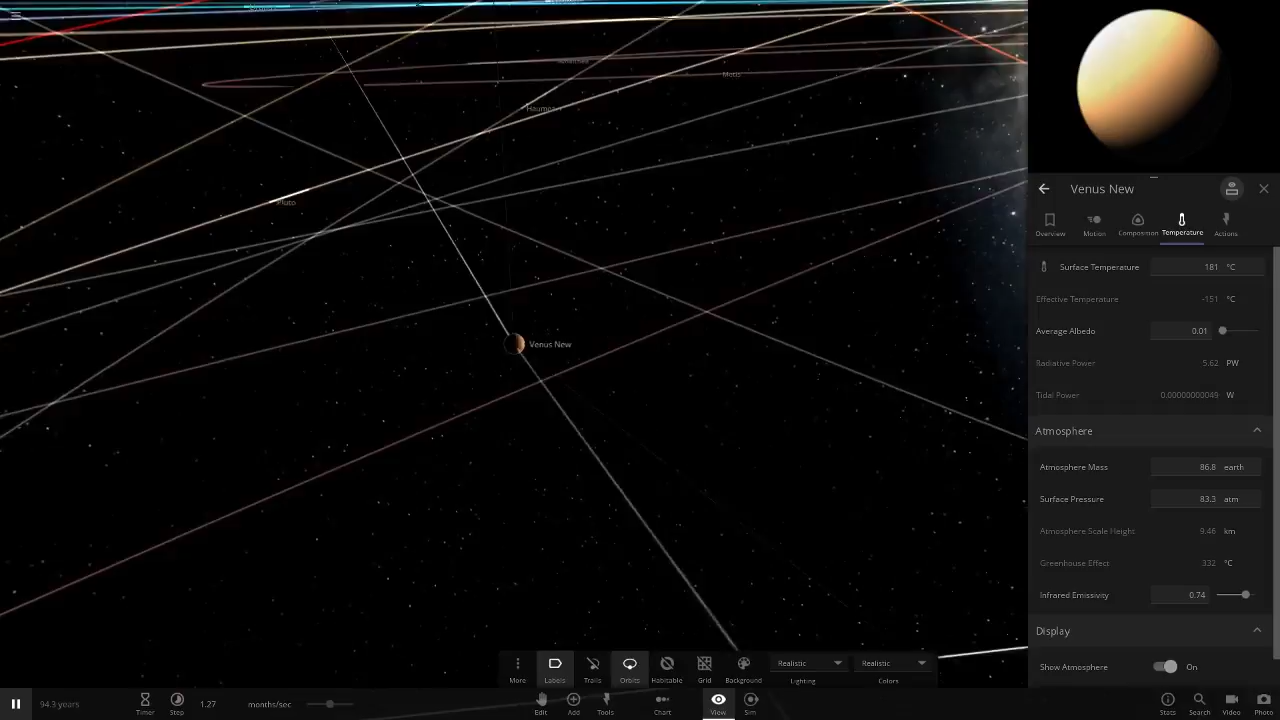 Haumea
Metis
Pluto
Venus New
Venus New
Overview
Motion
Composition
Temperature
Actions
Surface Temperature 181 °C
Effective Temperature -151 °C
Average Albedo 0.01
Radiative Power 5.62 PW
Tidal Power 0.00000000049 W
Atmosphere
Atmosphere Mass 86.8 earth
Surface Pressure 83.3 atm
Atmosphere Scale Height 9.46 km
Greenhouse Effect 332 °C
Infrared Emissivity 0.74
Display
Show Atmosphere On
More
Labels
Trails
Orbits
Habitable
Grid
Background
Realistic
Lighting
Realistic
Colors
94.3 years
Timer
Step
1.27 months/sec
Edit
Add
Tools
Chart
View
Sim
Stats
Search
Video
Photo